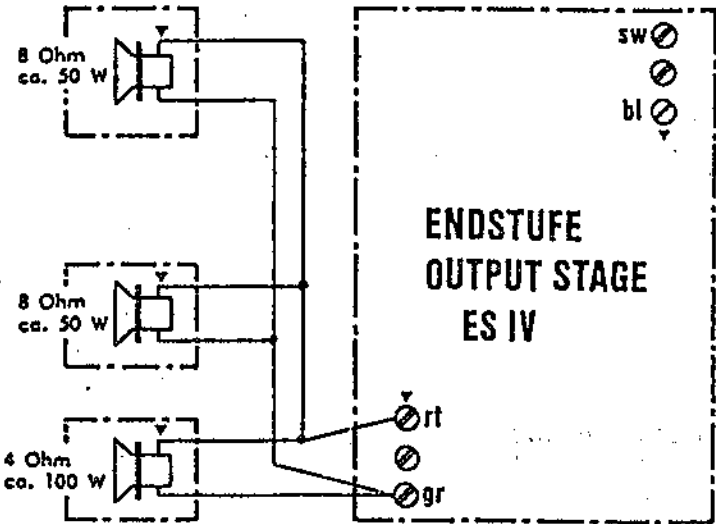 8 Ohm
ca. 50 W
8 Ohm
ca. 50 W
4 Ohm
ca. 100 W
sw
bl
ENDSTUFE
OUTPUT STAGE
ES IV
rt
gr